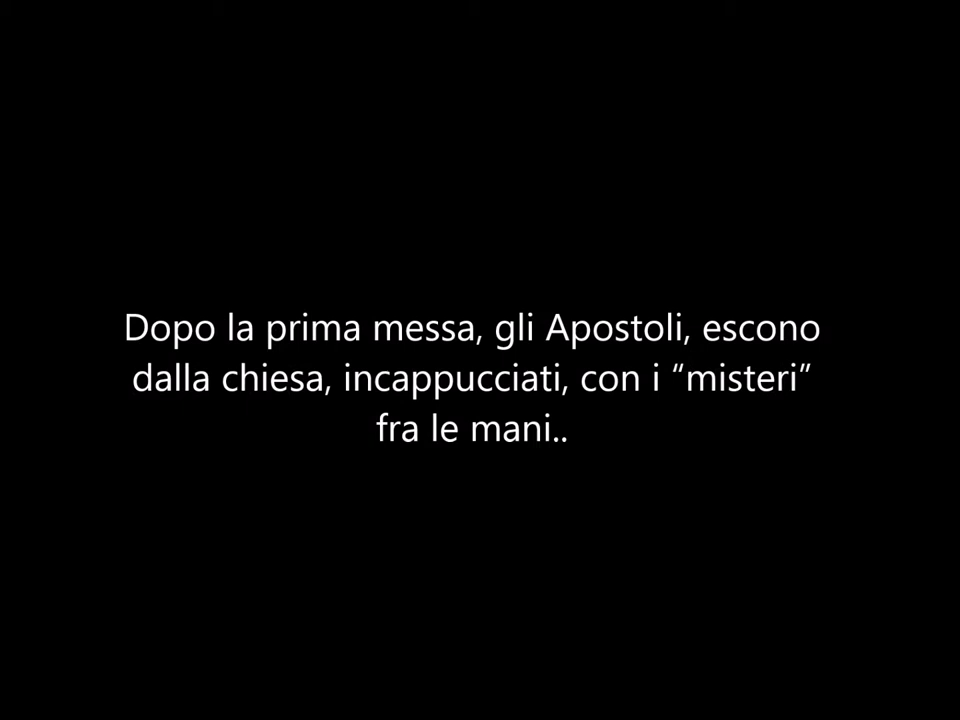 Dopo la prima messa, gli Apostoli, escono
dalla chiesa, incappucciati, con i “misteri”
fra le mani..